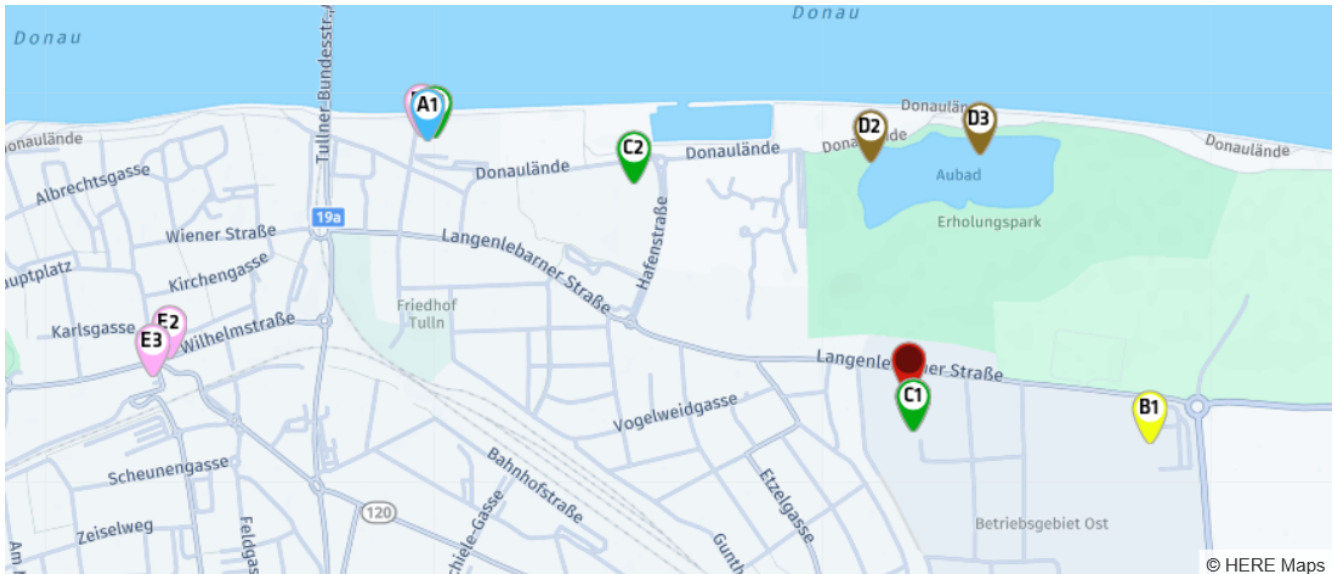 Donau
Donau
Tullner Bundesstr.
A1
Donaulände
D2
D3
Donaulände
Donaulände
C2
Donaulände
Donaulände
Donaulände
Aubad
Albrechtsgasse
19a
Wiener Straße
Langenlebarner Straße
Hafenstraße
Erholungspark
Hauptplatz
Kirchengasse
Friedhof
Tulln
Karlsgasse
E2
E3
Wilhelmstraße
Langenlebarner Straße
C1
B1
Vogelweidgasse
Scheunengasse
Bahnhofstraße
Etzelgasse
120
Zeiselweg
Betriebsgebiet Ost
© HERE Maps